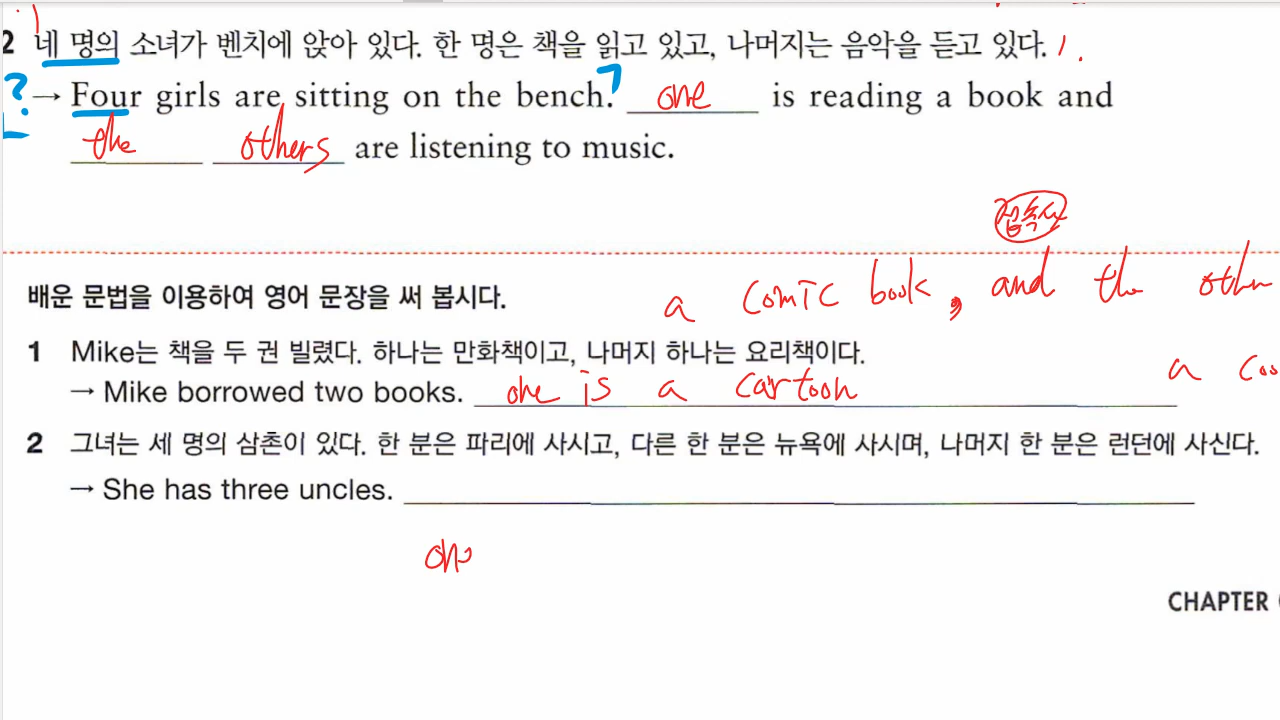 2 네 명의 소녀가 벤치에 앉아 있다. 한 명은 책을 읽고 있고, 나머지는 음악을 듣고 있다.
? → Four girls are sitting on the bench. one is reading a book and
the others are listening to music.
접속사
a comic book, and the other
배운 문법을 이용하여 영어 문장을 써 봅시다.
1 Mike는 책을 두 권 빌렸다. 하나는 만화책이고, 나머지 하나는 요리책이다.
a coo
→ Mike borrowed two books. one is a cartoon
2 그녀는 세 명의 삼촌이 있다. 한 분은 파리에 사시고, 다른 한 분은 뉴욕에 사시며, 나머지 한 분은 런던에 사신다.
→ She has three uncles.
one
CHAPTER